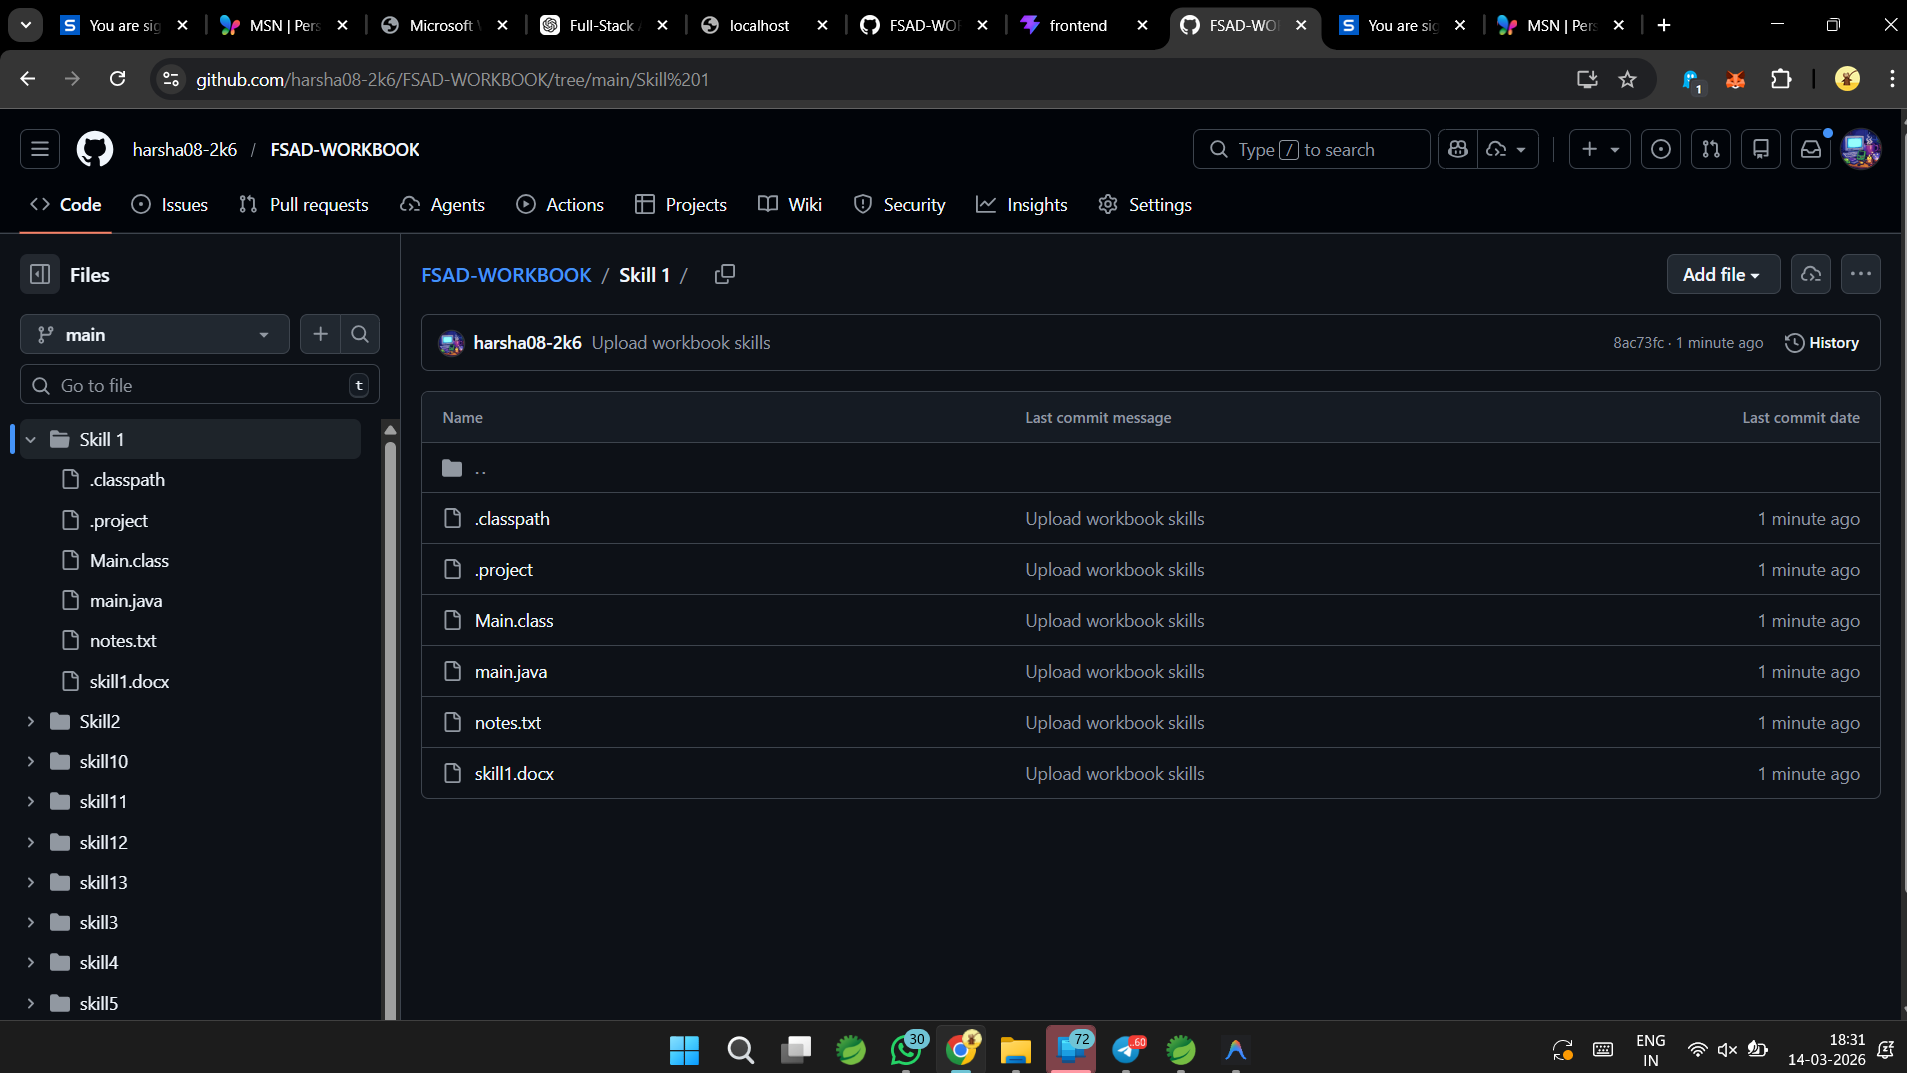 You are sig
MSN | Pers
Microsoft
Full-Stack
localhost
FSAD-WO
frontend
FSAD-WO
You are sig
MSN | Pers
github.com/harsha08-2k6/FSAD-WORKBOOK/tree/main/Skill%201
1
harsha08-2k6 / FSAD-WORKBOOK
Type / to search
Code
Issues
Pull requests
Agents
Actions
Projects
Wiki
Security
Insights
Settings
Files
main
Go to file
t
Skill 1
.classpath
.project
Main.class
main.java
notes.txt
skill1.docx
Skill2
skill10
skill11
skill12
skill13
skill3
skill4
skill5
FSAD-WORKBOOK / Skill 1 /
Add file
harsha08-2k6 Upload workbook skills
8ac73fc · 1 minute ago
History
Name Last commit message Last commit date
..
.classpath Upload workbook skills 1 minute ago
.project Upload workbook skills 1 minute ago
Main.class Upload workbook skills 1 minute ago
main.java Upload workbook skills 1 minute ago
notes.txt Upload workbook skills 1 minute ago
skill1.docx Upload workbook skills 1 minute ago
30
72
60
ENG
IN
18:31
14-03-2026